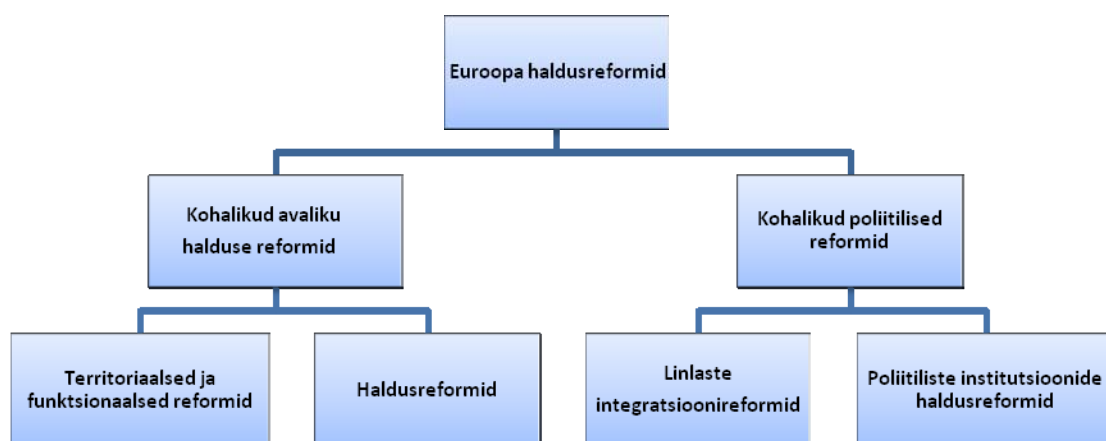 Euroopa haldusreformid
Kohalikud avaliku
halduse reformid
Kohalikud poliitilised
reformid
Territoriaalsed ja
funktsionaalsed reformid
Haldusreformid
Linlaste
integratsioonireformid
Poliitiliste institutsioonide
haldusreformid